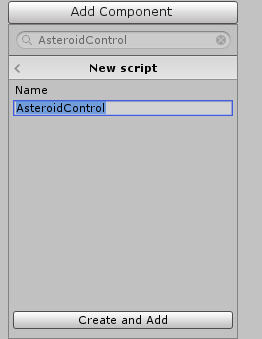 Add Component
AsteroidControl
New script
Name
AsteroidControl
Create and Add